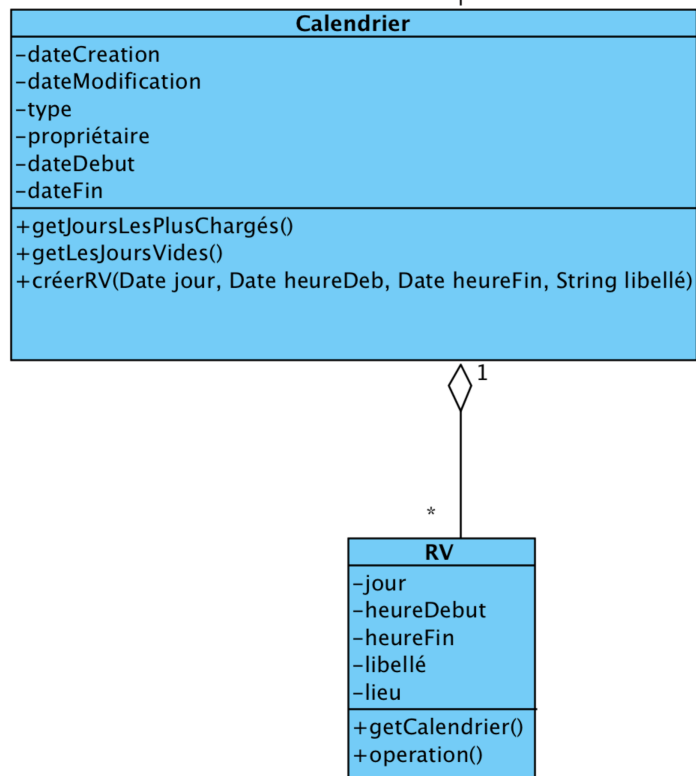 Calendrier
-dateCreation
-dateModification
-type
-propriétaire
-dateDebut
-dateFin
+getJoursLesPlusChargés()
+getLesJoursVides()
+créerRV(Date jour, Date heureDeb, Date heureFin, String libellé)
1
*
RV
-jour
-heureDebut
-heureFin
-libellé
-lieu
+getCalendrier()
+operation()